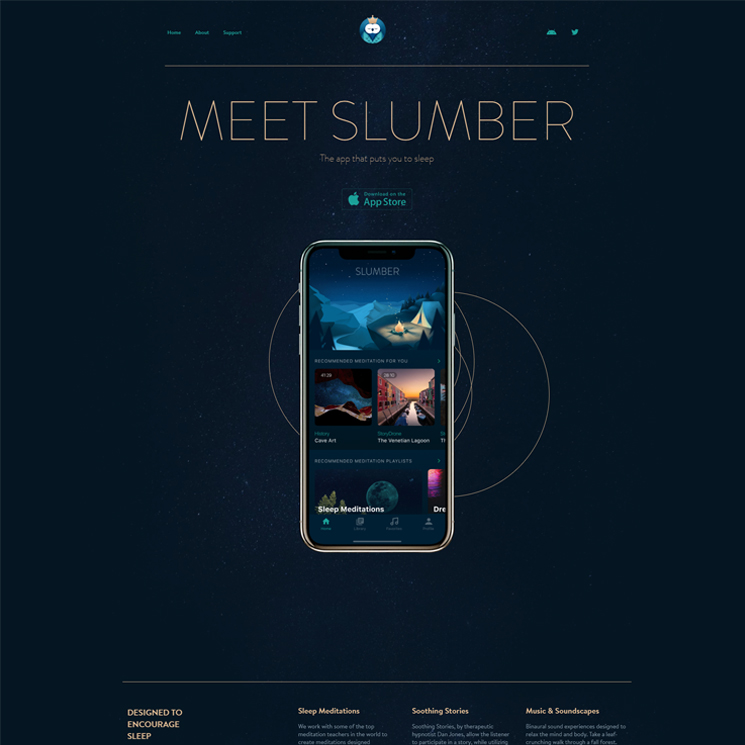 Home About Support
MEET SLUMBER
The app that puts you to sleep
Download on the
App Store
SLUMBER
RECOMMENDED MEDITATION FOR YOU
41:29
History
Cave Art
The Venetian Lagoon
RECOMMENDED MEDITATION PLAYLISTS
Sleep Meditations
Dre
Home
Library
Favorites
Profile
DESIGNED TO
ENCOURAGE
SLEEP
Sleep Meditations
We work with some of the top
meditation teachers in the world to
create meditations designed
Soothing Stories
Soothing Stories, by therapeutic
hypnotist Dan Jones, allow the listener
to participate in a story, while utilizing
Music & Soundscapes
Binaural sound experiences designed to
relax the mind and body. Take a leaf-
crunching walk through a fall forest.